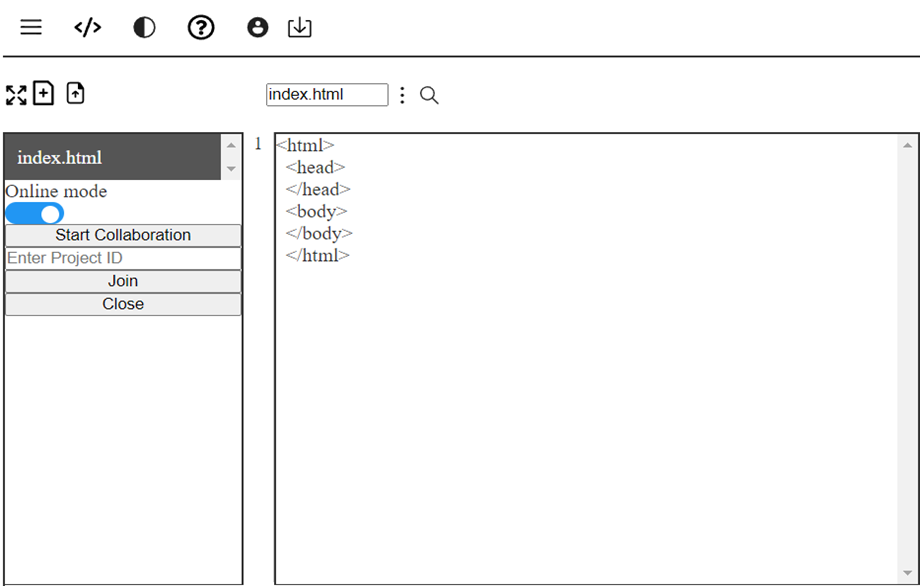 index.html
index.html
Online mode
Start Collaboration
Enter Project ID
Join
Close
1
<html>
<head>
</head>
<body>
</body>
</html>